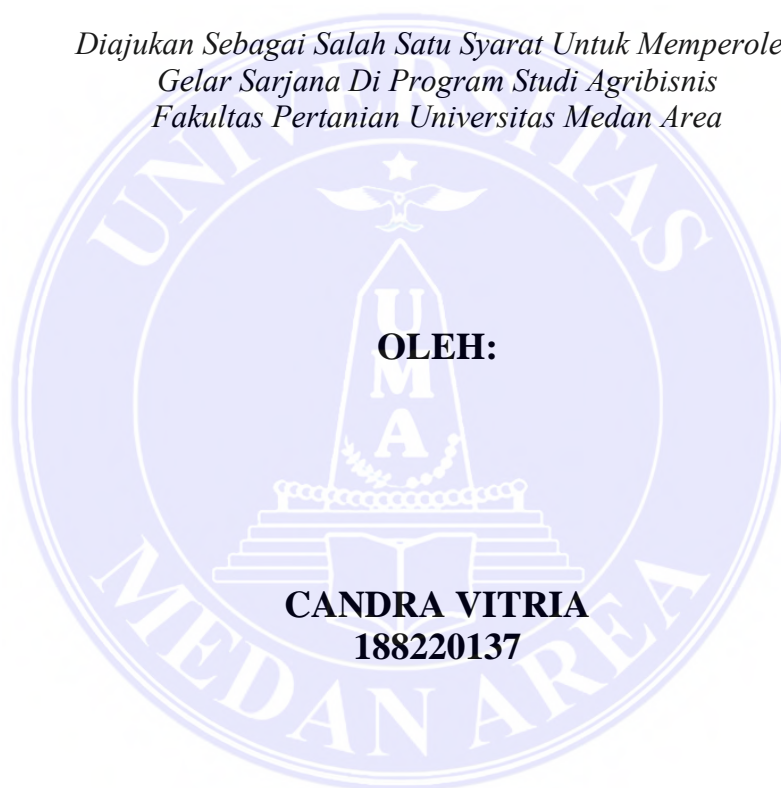 Diajukan Sebagai Salah Satu Syarat Untuk Memperole
Gelar Sarjana Di Program Studi Agribisnis
Fakultas Pertanian Universitas Medan Area
UNIVERSITAS
UMA
OLEH:
CANDRA VITRIA
188220137
MEDAN AREA